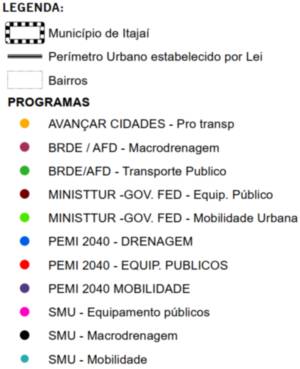 LEGENDA:
Município de Itajaí
Perímetro Urbano estabelecido por Lei
Bairros
PROGRAMAS
AVANÇAR CIDADES - Pro transp
BRDE / AFD - Macrodrenagem
BRDE/AFD - Transporte Publico
MINISTTUR -GOV. FED - Equip. Público
MINISTTUR -GOV. FED - Mobilidade Urbana
PEMI 2040 - DRENAGEM
PEMI 2040 - EQUIP. PUBLICOS
PEMI 2040 MOBILIDADE
SMU - Equipamento públicos
SMU - Macrodrenagem
SMU - Mobilidade